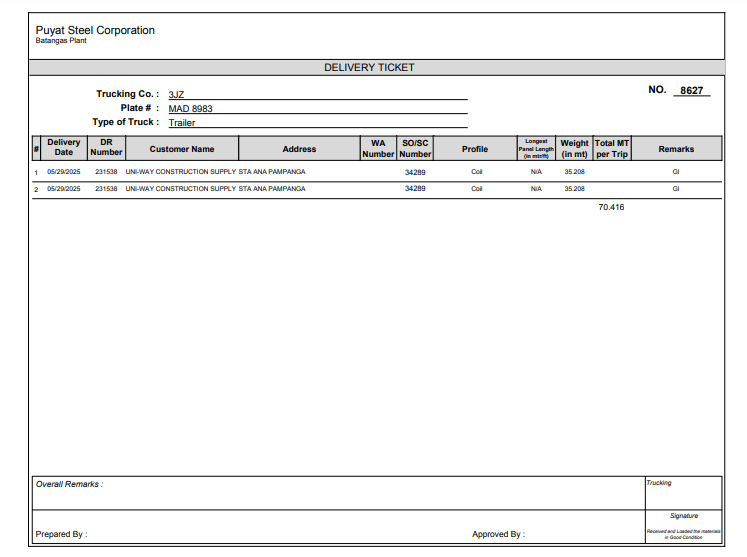 Puyat Steel Corporation
Batangas Plant
DELIVERY TICKET
Trucking Co. : 3JZ
NO. 8627
Plate # : MAD 8983
Type of Truck : Trailer
# Delivery Date DR Number Customer Name Address WA Number SO/SC Number Profile Longest Panel Length (in mtr/ft) Weight (in mt) Total MT per Trip Remarks
1 05/29/2025 231538 UNI-WAY CONSTRUCTION SUPPLY STA ANA PAMPANGA 34289 Coil N/A 35.208 GI
2 05/29/2025 231538 UNI-WAY CONSTRUCTION SUPPLY STA ANA PAMPANGA 34289 Coil N/A 35.208 GI
70.416
Overall Remarks :
Trucking
Signature
Prepared By :
Approved By :
Received and Loaded the materials
in Good Condition